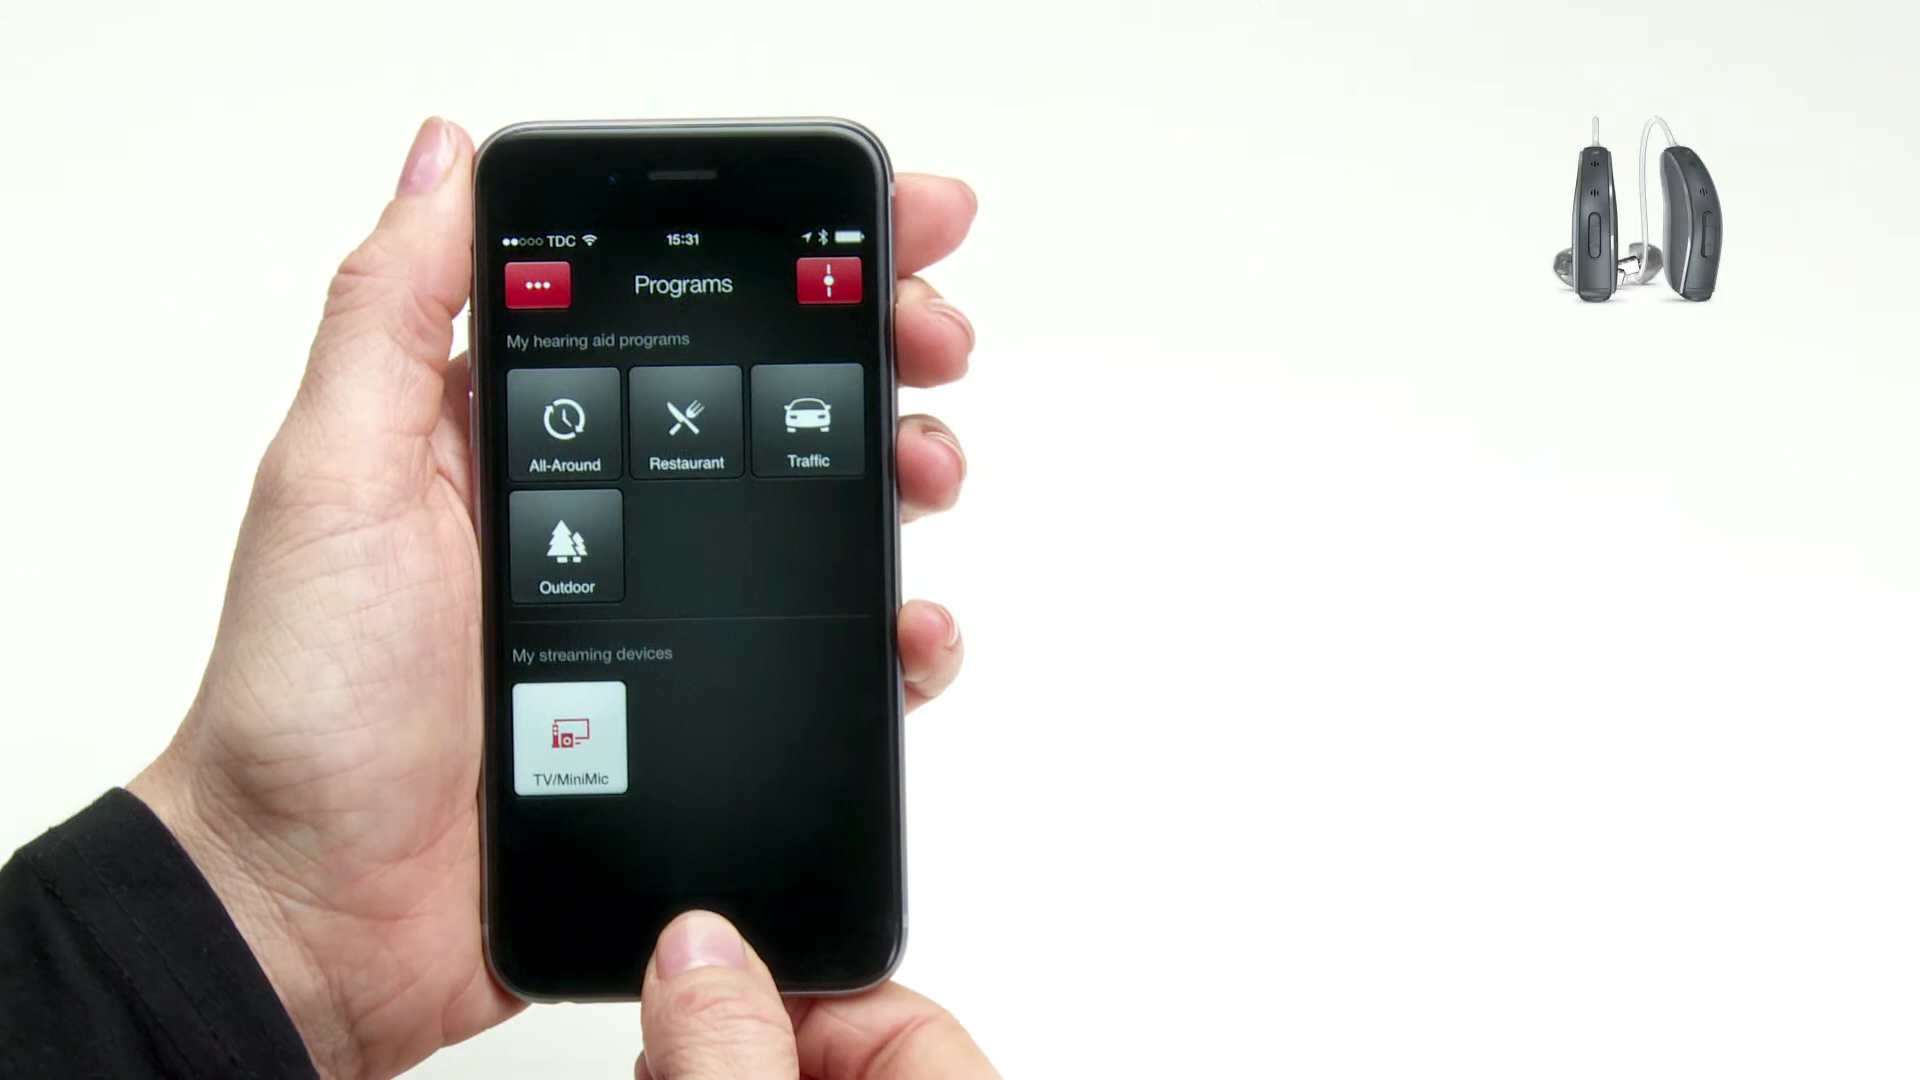 TDC 15:31
Programs
My hearing aid programs
All-Around Restaurant Traffic
Outdoor
My streaming devices
TV/MiniMic